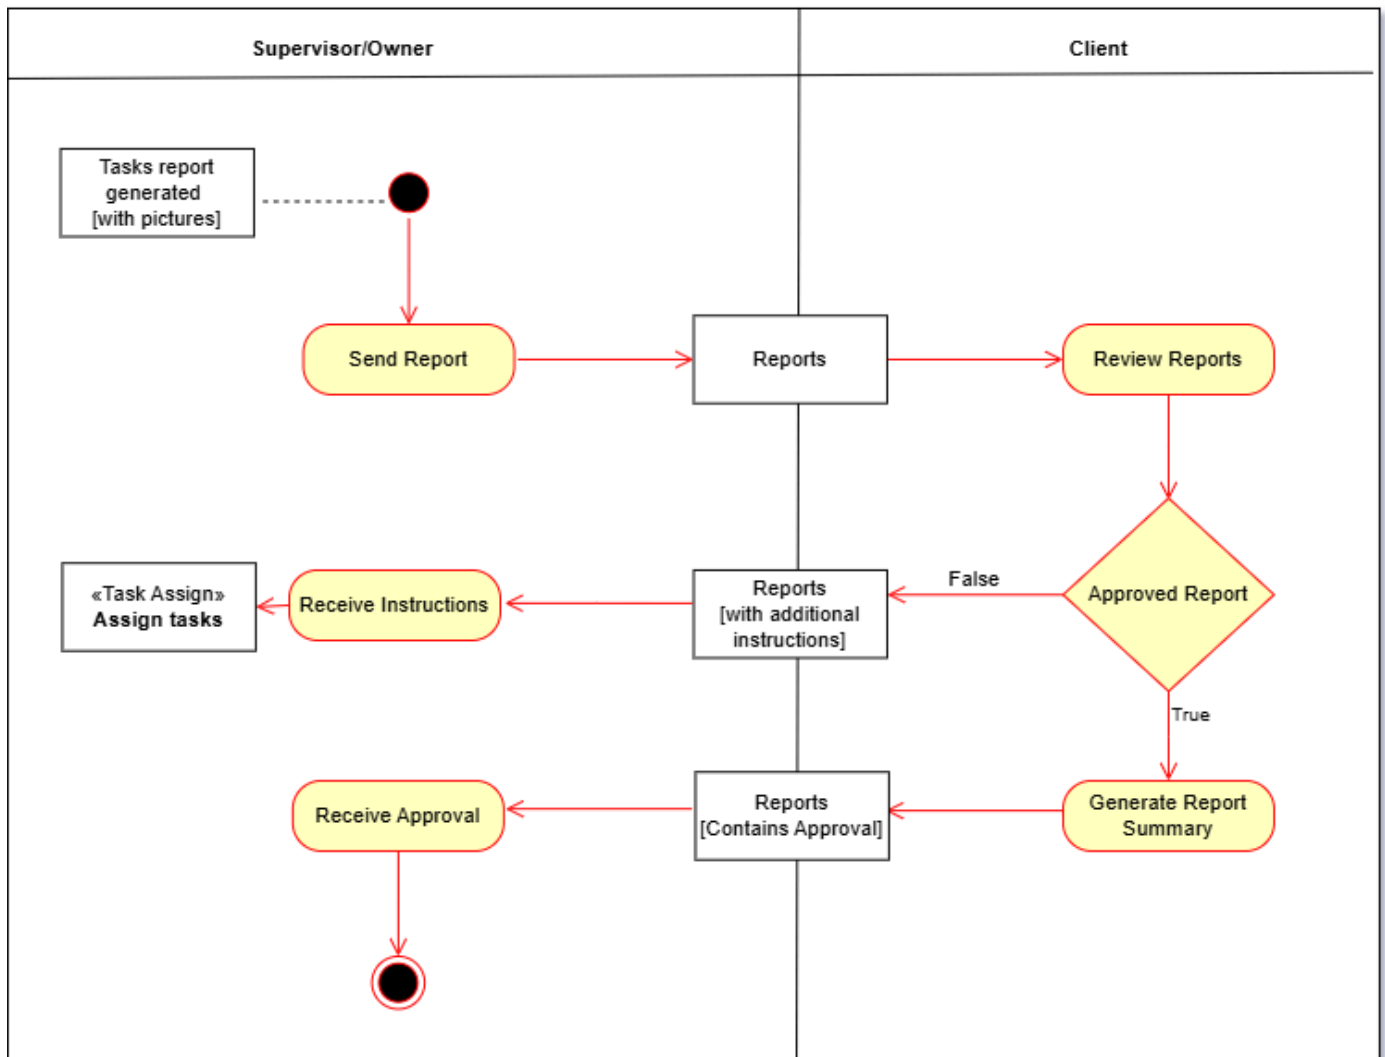 Supervisor/Owner
Client
Tasks report
generated
[with pictures]
Send Report
Reports
Review Reports
«Task Assign»
Assign tasks
Receive Instructions
Reports
[with additional
instructions]
False
Approved Report
True
Receive Approval
Reports
[Contains Approval]
Generate Report
Summary